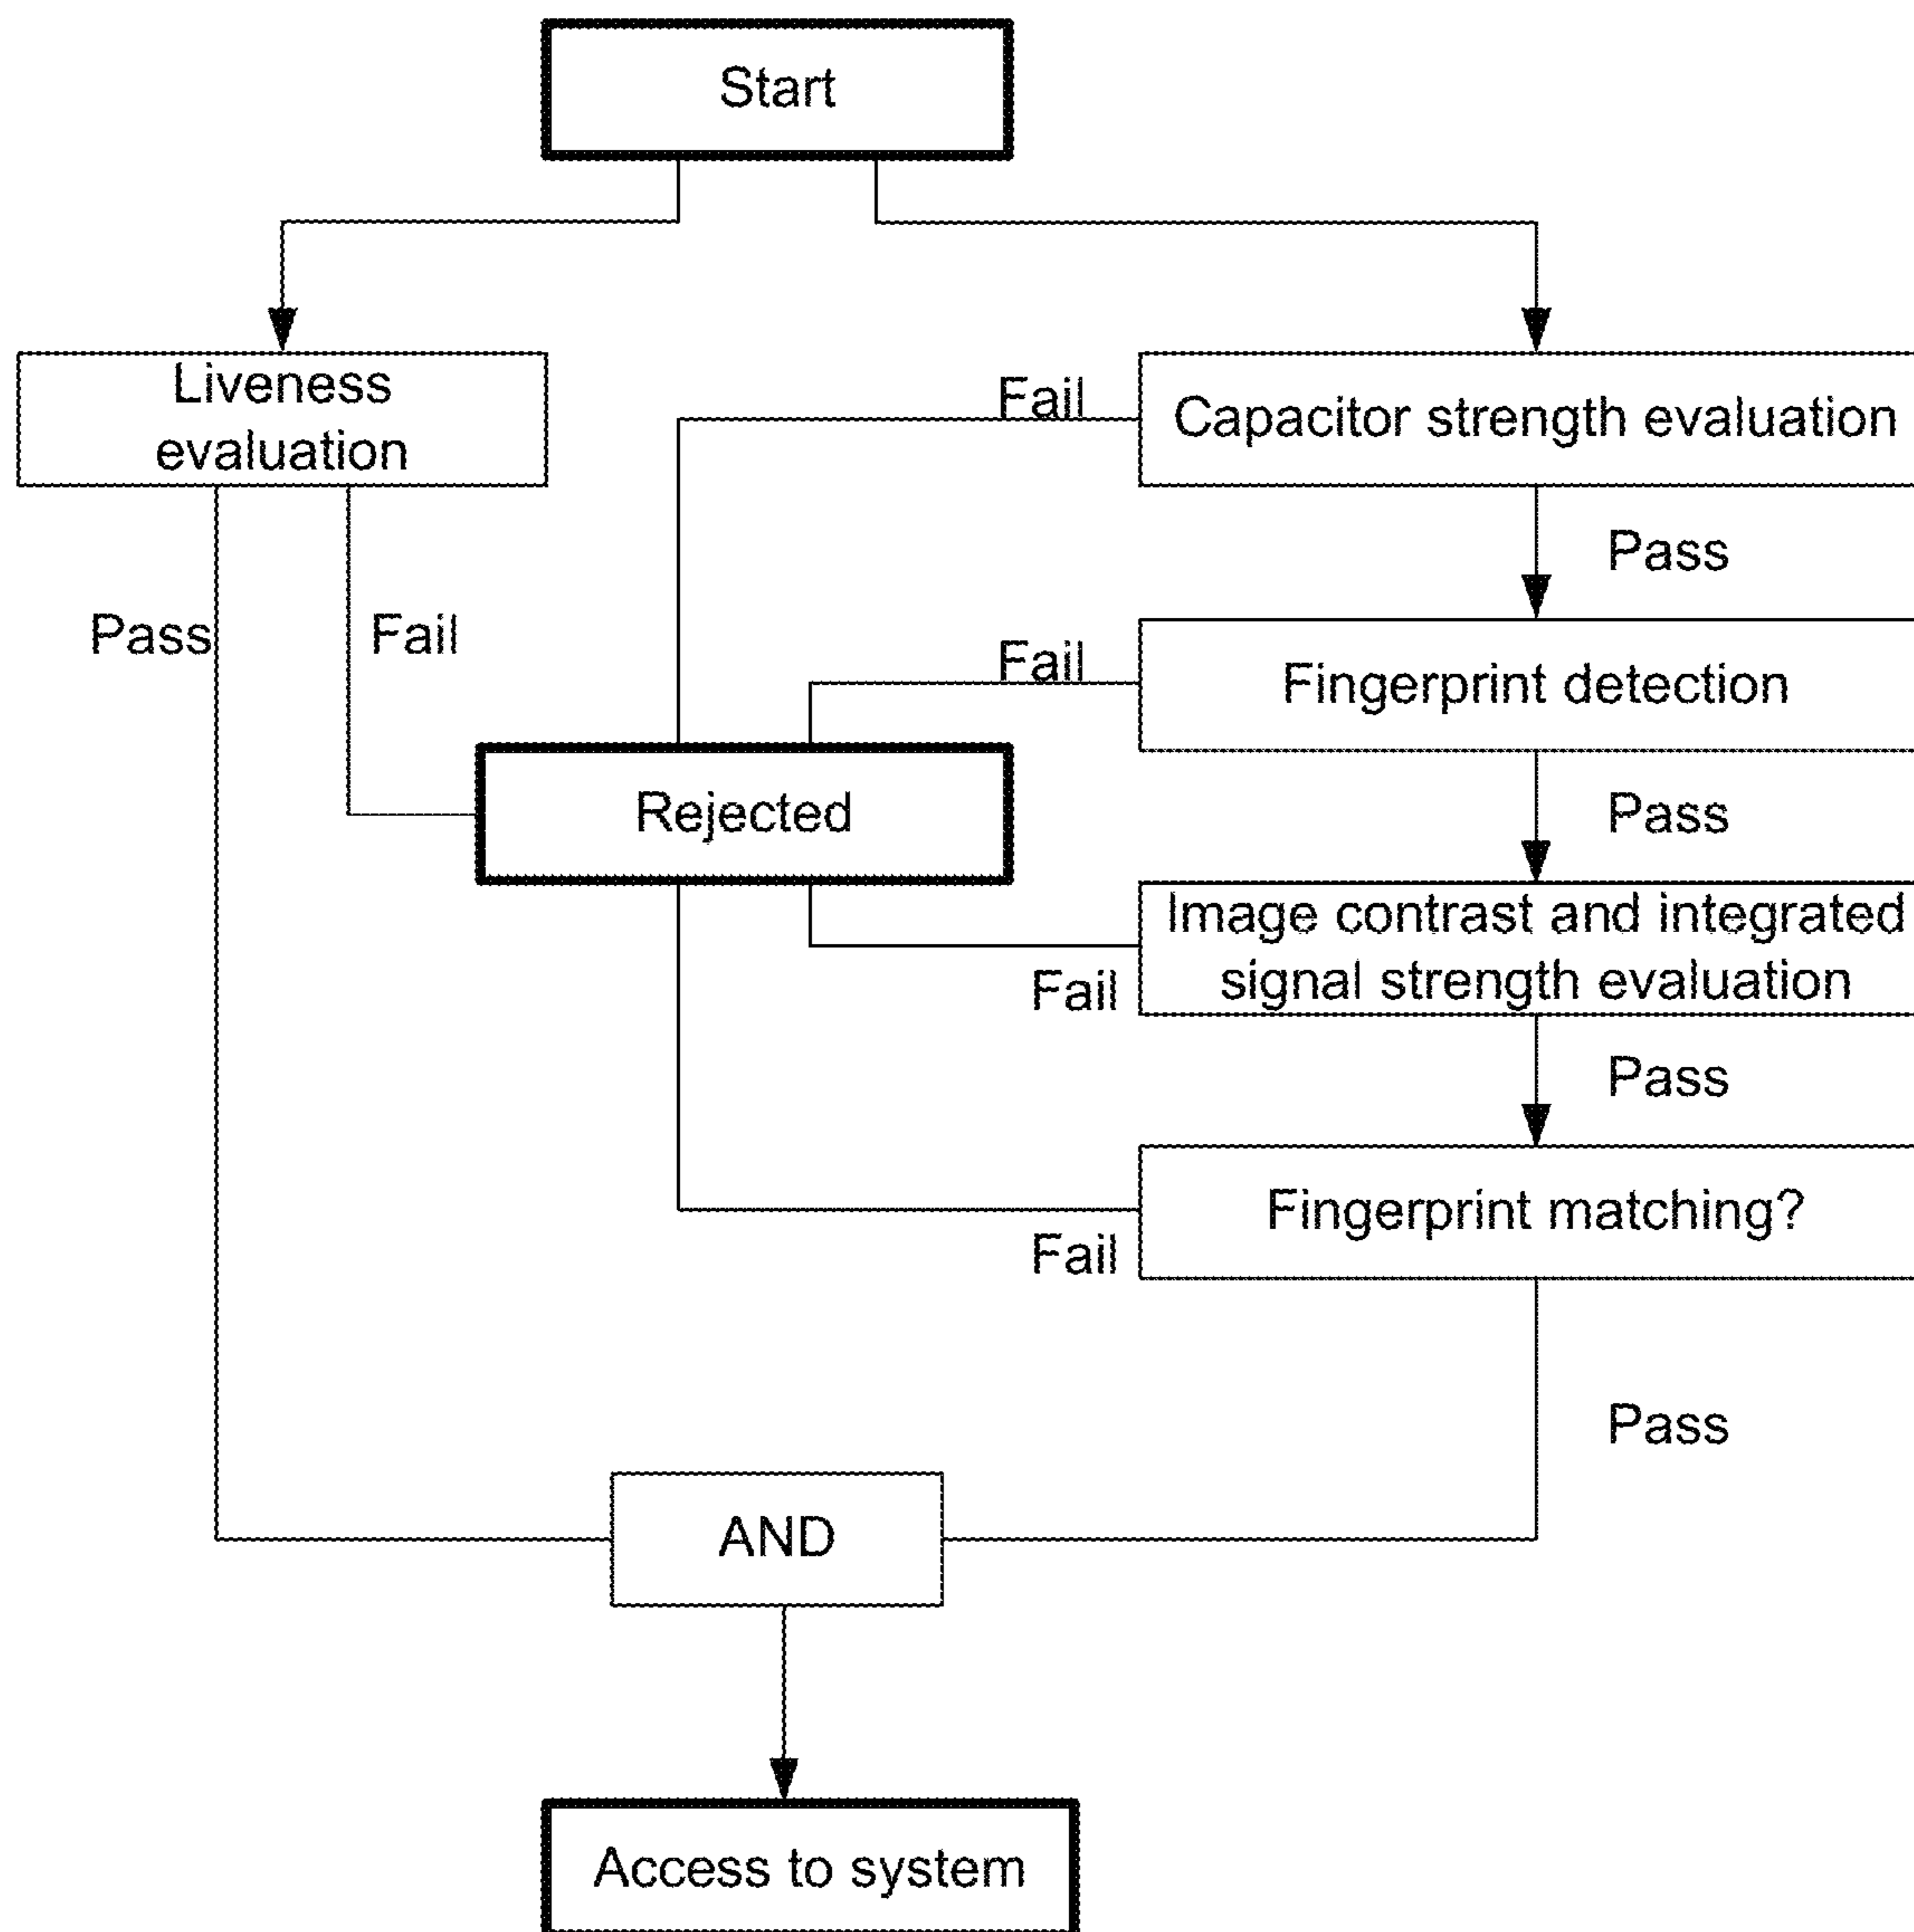 Start
Liveness
evaluation
Fail
Capacitor strength evaluation
Pass
Pass
Fail
Fail
Fingerprint detection
Rejected
Pass
Image contrast and integrated
signal strength evaluation
Fail
Pass
Fingerprint matching?
Fail
Pass
AND
Access to system